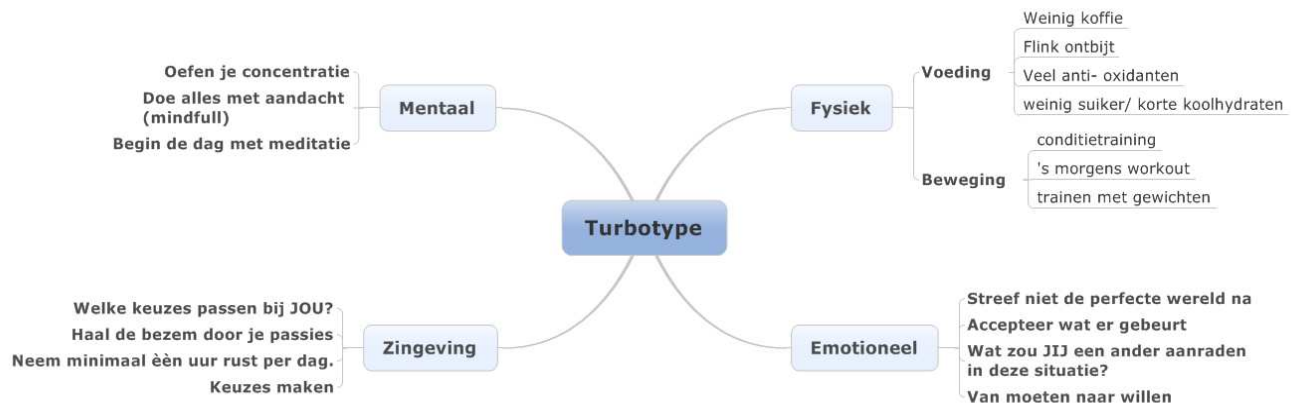 Turbotype
Mentaal
Oefen je concentratie
Doe alles met aandacht
(mindfull)
Begin de dag met meditatie
Fysiek
Voeding
Weinig koffie
Flink ontbijt
Veel anti- oxidanten
weinig suiker/ korte koolhydraten
Beweging
conditietraining
's morgens workout
trainen met gewichten
Zingeving
Welke keuzes passen bij JOU?
Haal de bezem door je passies
Neem minimaal èèn uur rust per dag.
Keuzes maken
Emotioneel
Streef niet de perfecte wereld na
Accepteer wat er gebeurt
Wat zou JIJ een ander aanraden
in deze situatie?
Van moeten naar willen